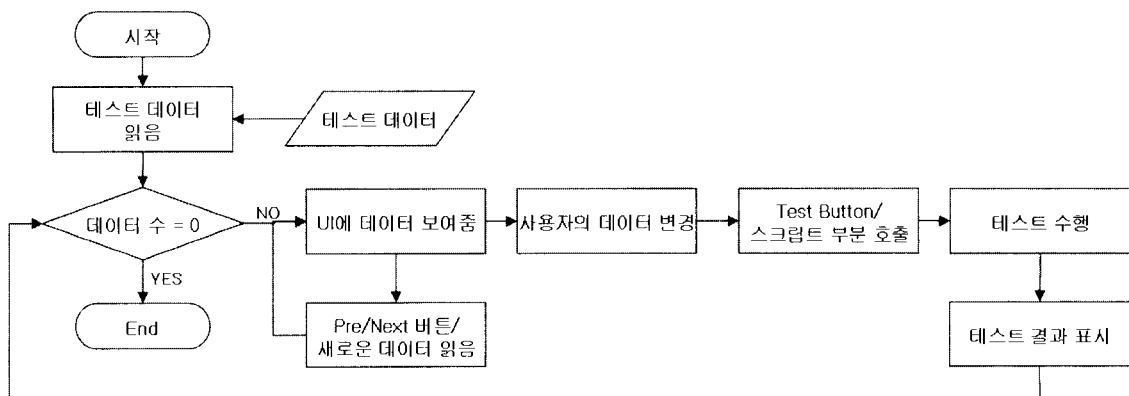 시작
테스트 데이터
읽음
테스트 데이터
데이터 수 = 0
NO
YES
End
UI에 데이터 보여줌
Pre/Next 버튼/
새로운 데이터 읽음
사용자의 데이터 변경
Test Button/
스크립트 부분 호출
테스트 수행
테스트 결과 표시